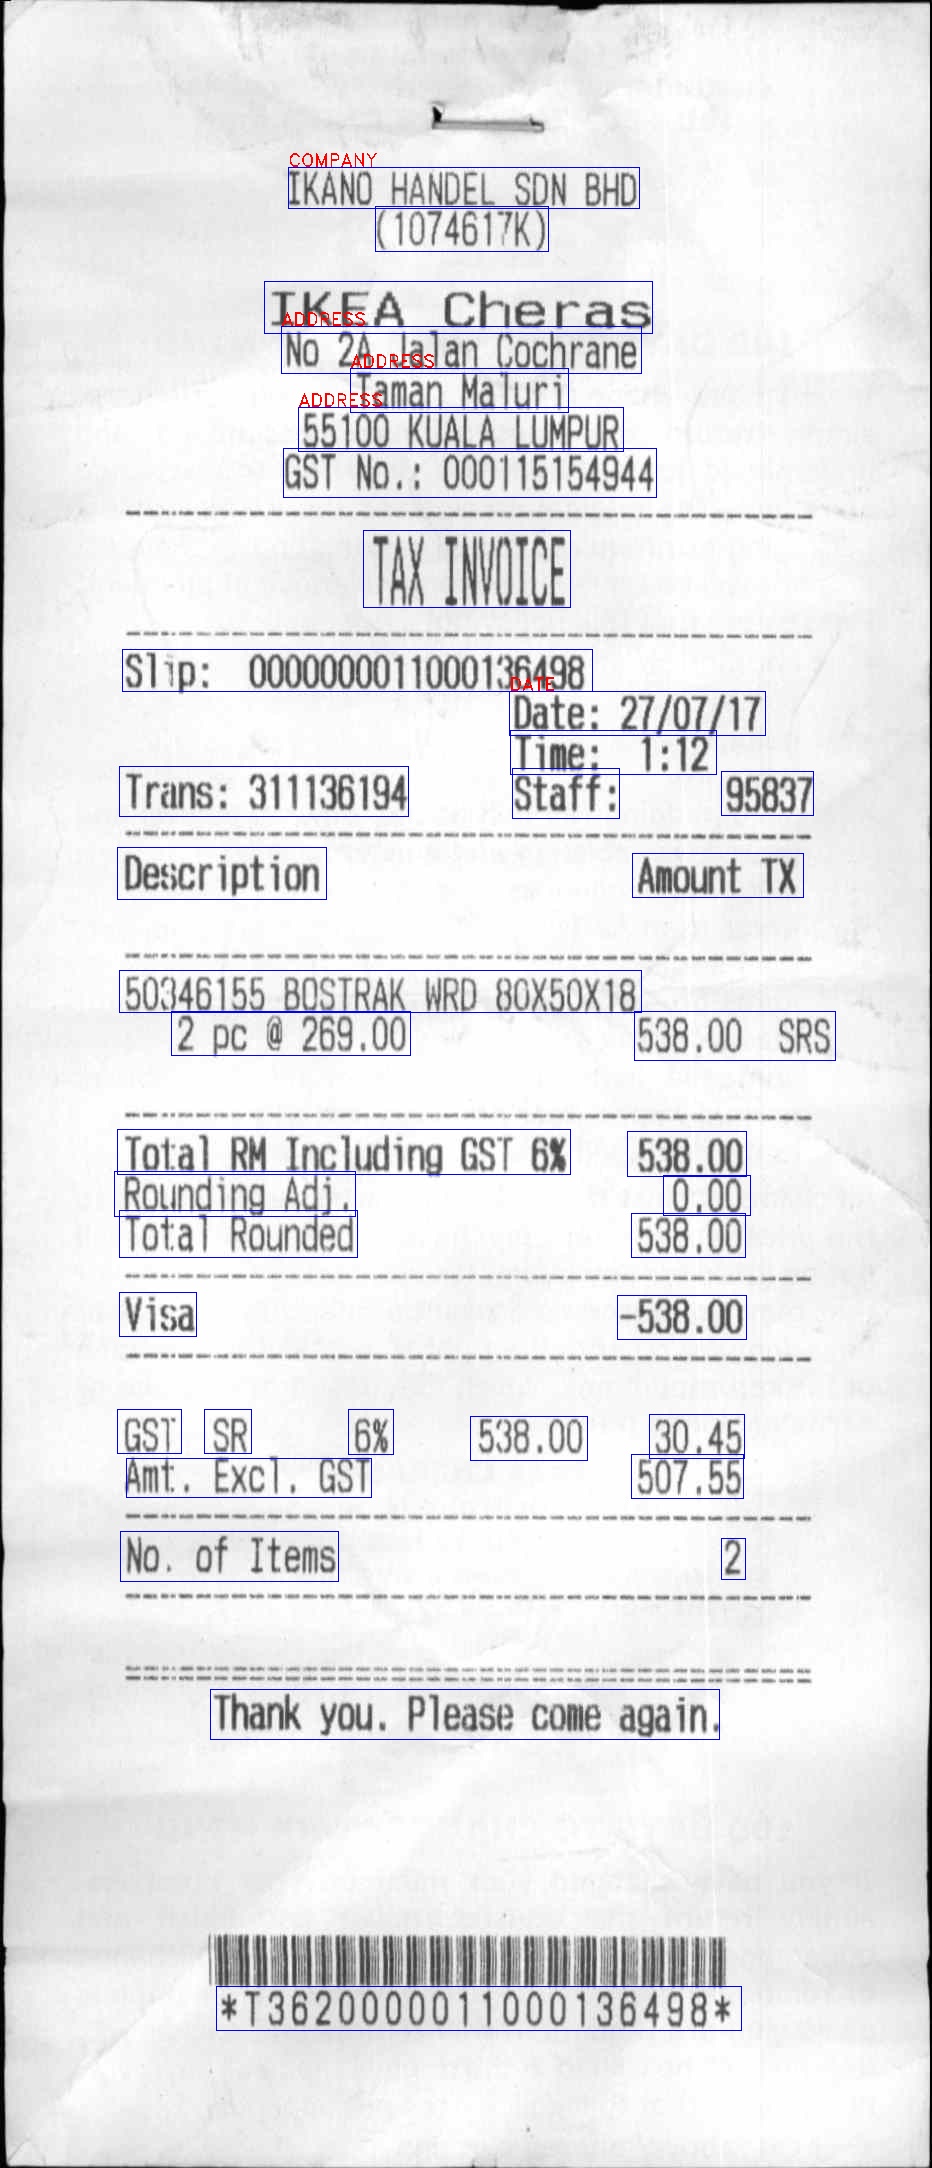 COMPANY
IKANO HANDEL SDN BHD
(1074617K)
IKEA Cheras
ADDRESS
No 2A Jalan Cochrane
ADDRESS
Taman Maluri
ADDRESS
55100 KUALA LUMPUR
GST No.: 000115154944
TAX INVOICE
Slip: 0000000011000136498
DATE
Date: 27/07/17
Time: 1:12
Trans: 311136194 Staff: 95837
Description Amount TX
50346155 BOSTRAK WRD 80X50X18
2 pc @ 269.00 538.00 SRS
Total RM Including GST 6% 538.00
Rounding Adj. 0.00
Total Rounded 538.00
Visa -538.00
GST SR 6% 538.00 30.45
Amt. Excl. GST 507.55
No. of Items 2
Thank you. Please come again.
*T3620000011000136498*